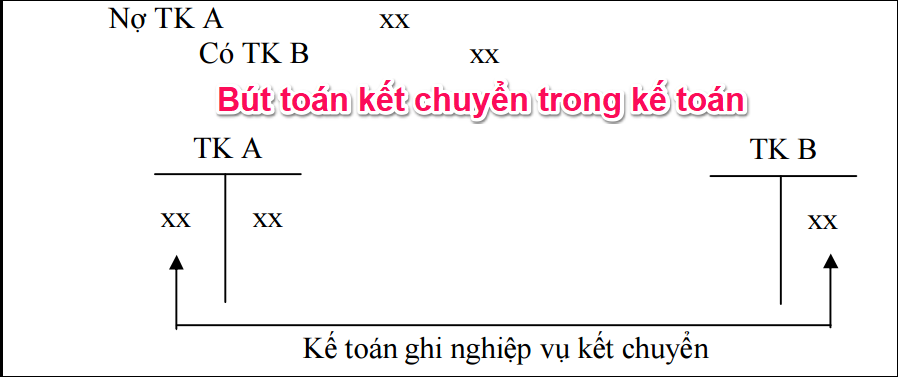 Nợ TK A xx
Có TK B xx
Bút toán kết chuyển trong kế toán
TK A TK B
xx xx xx
Kế toán ghi nghiệp vụ kết chuyển